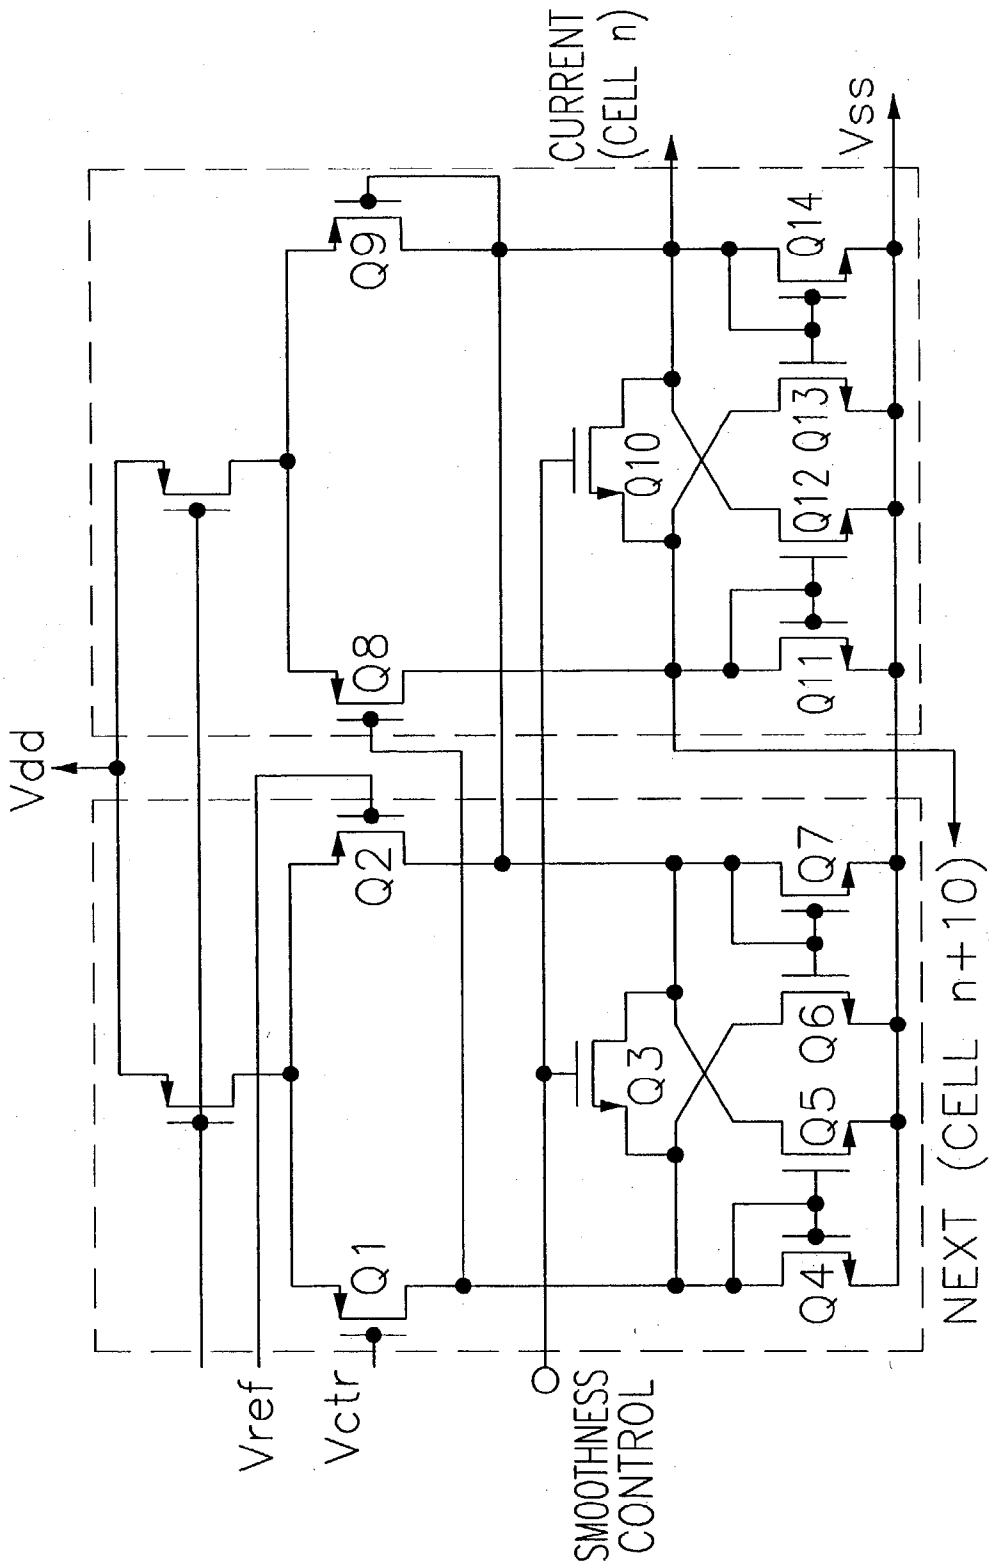 Vdd
Vref
Vctr
SMOOTHNESS
CONTROL
Q1
Q2
Q3
Q4
Q5
Q6
Q7
Q8
Q9
Q10
Q11
Q12
Q13
Q14
CURRENT
(CELL n)
Vss
NEXT (CELL n+10)